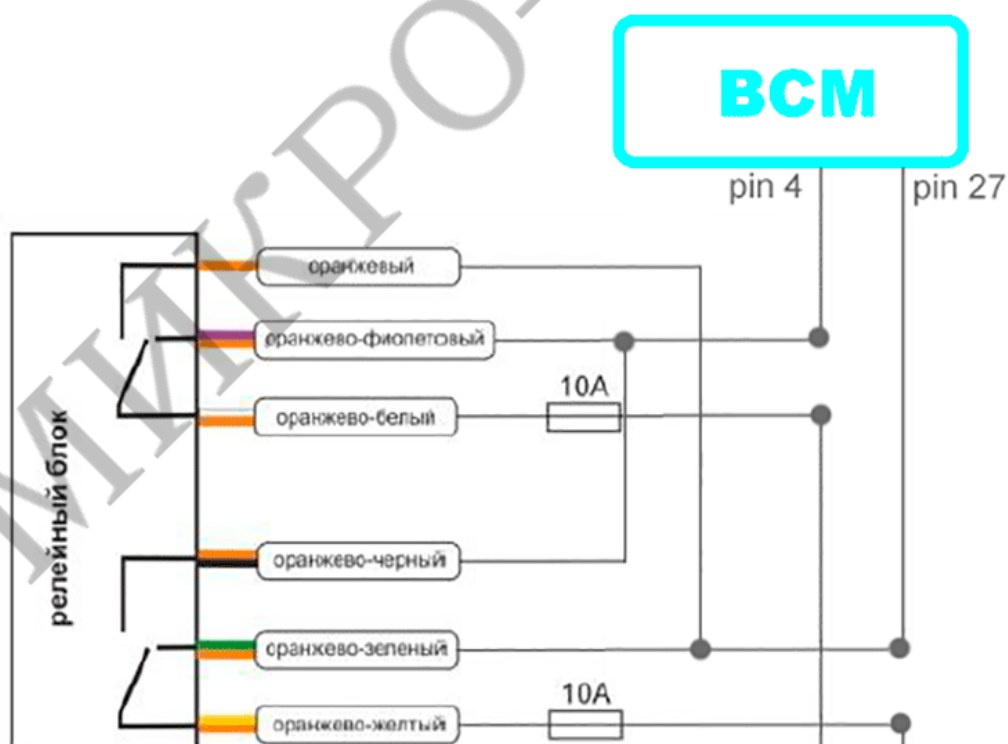 МИКРО-
BCM
pin 4
pin 27
оранжевый
оранжево-фиолетовый
10A
оранжево-белый
релейный блок
оранжево-черный
оранжево-зеленый
10A
оранжево-желтый